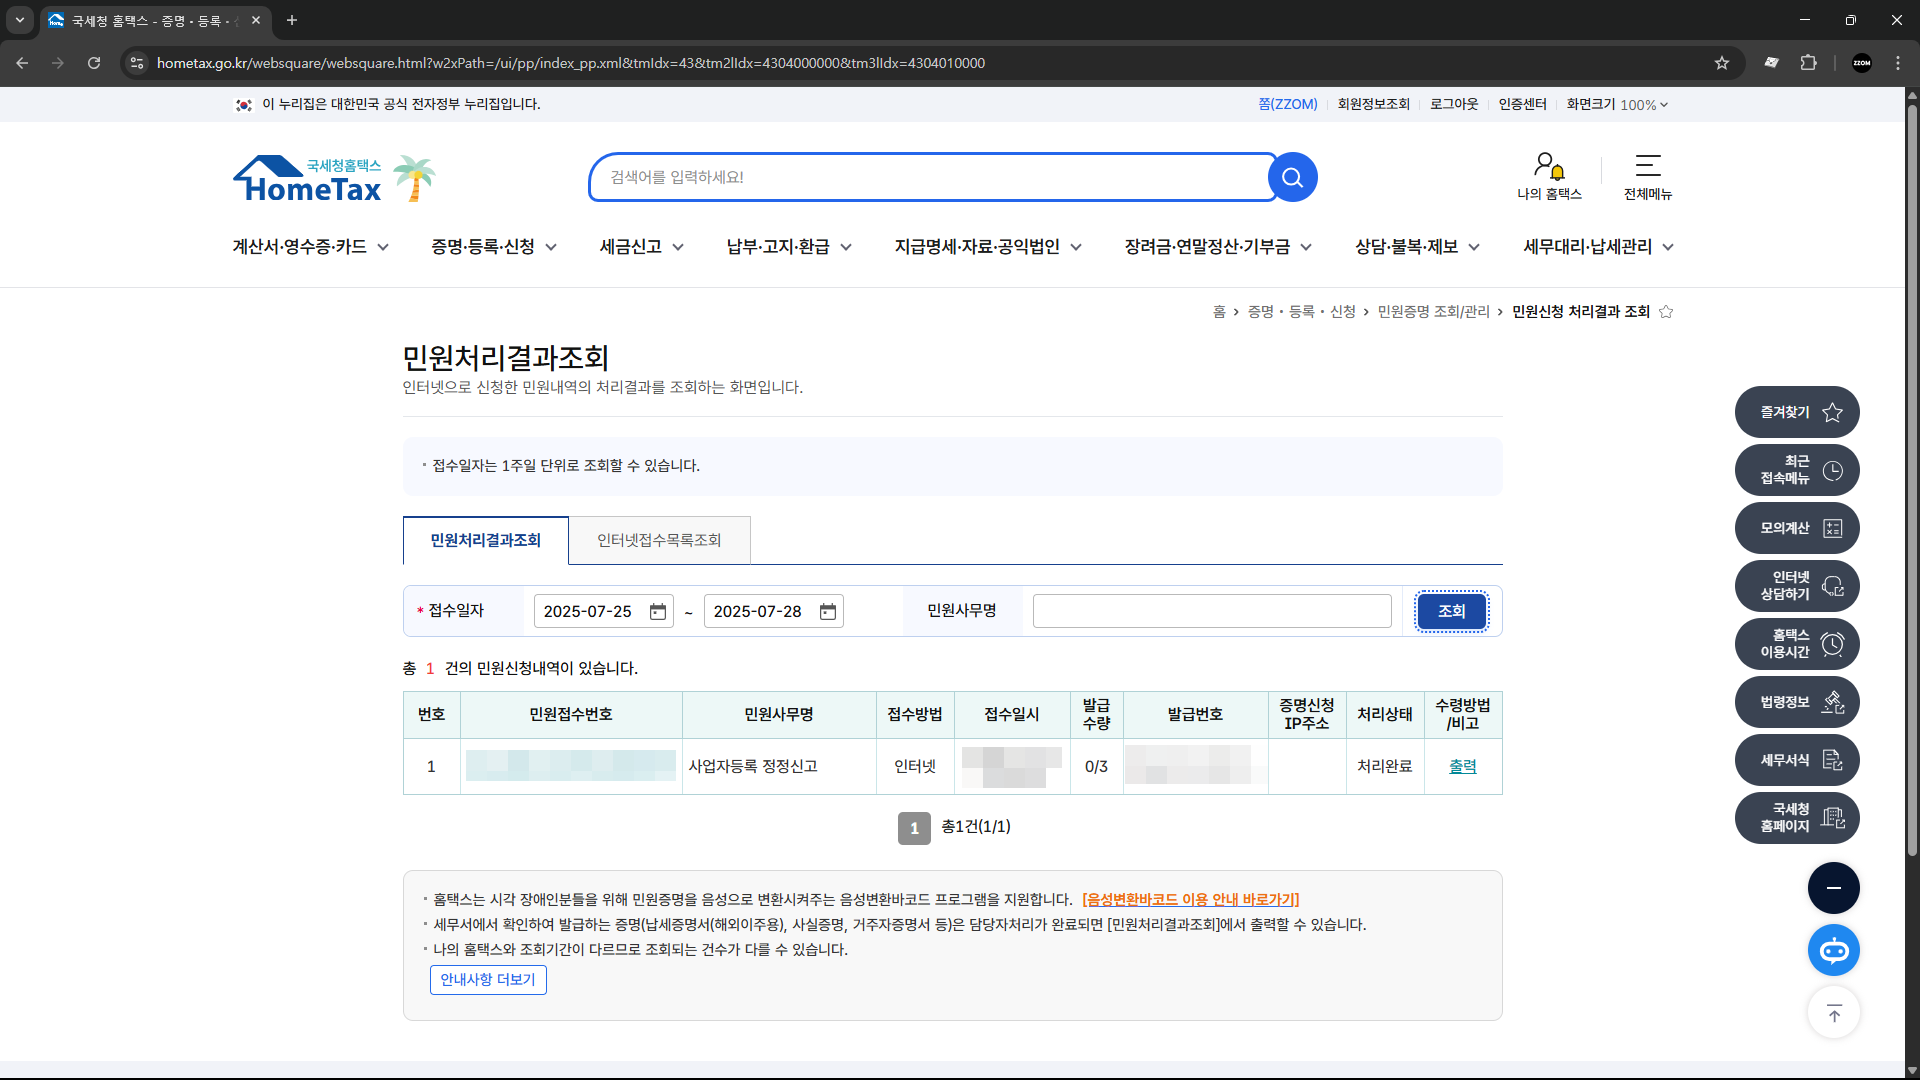 국세청 홈택스 - 증명 • 등록 •
hometax.go.kr/websquare/websquare.html?w2xPath=/ui/pp/index_pp.xml&tmIdx=43&tm2lIdx=4304000000&tm3lIdx=4304010000
ZZOM
이 누리집은 대한민국 공식 전자정부 누리집입니다.
쫌(ZZOM) 회원정보조회 로그아웃 인증센터 화면크기 100%
국세청홈택스
HomeTax
검색어를 입력하세요!
나의 홈택스
전체메뉴
계산서·영수증·카드 증명·등록·신청 세금신고 납부·고지·환급 지급명세·자료·공익법인 장려금·연말정산·기부금 상담·불복·제보 세무대리·납세관리
홈 > 증명 • 등록 • 신청 > 민원증명 조회/관리 > 민원신청 처리결과 조회
민원처리결과조회
인터넷으로 신청한 민원내역의 처리결과를 조회하는 화면입니다.
접수일자는 1주일 단위로 조회할 수 있습니다.
민원처리결과조회 인터넷접수목록조회
* 접수일자 2025-07-25 ~ 2025-07-28 민원사무명 조회
총 1 건의 민원신청내역이 있습니다.
번호 민원접수번호 민원사무명 접수방법 접수일시 발급 수량 발급번호 증명신청 IP주소 처리상태 수령방법 /비고
1 사업자등록 정정신고 인터넷 0/3 처리완료 출력
1 총1건(1/1)
홈택스는 시각 장애인분들을 위해 민원증명을 음성으로 변환시켜주는 음성변환바코드 프로그램을 지원합니다. [음성변환바코드 이용 안내 바로가기]
세무서에서 확인하여 발급하는 증명(납세증명서(해외이주용), 사실증명, 거주자증명서 등)은 담당자처리가 완료되면 [민원처리결과조회]에서 출력할 수 있습니다.
나의 홈택스와 조회기간이 다르므로 조회되는 건수가 다를 수 있습니다.
안내사항 더보기
즐겨찾기
최근
접속메뉴
모의계산
인터넷
상담하기
홈택스
이용시간
법령정보
세무서식
국세청
홈페이지